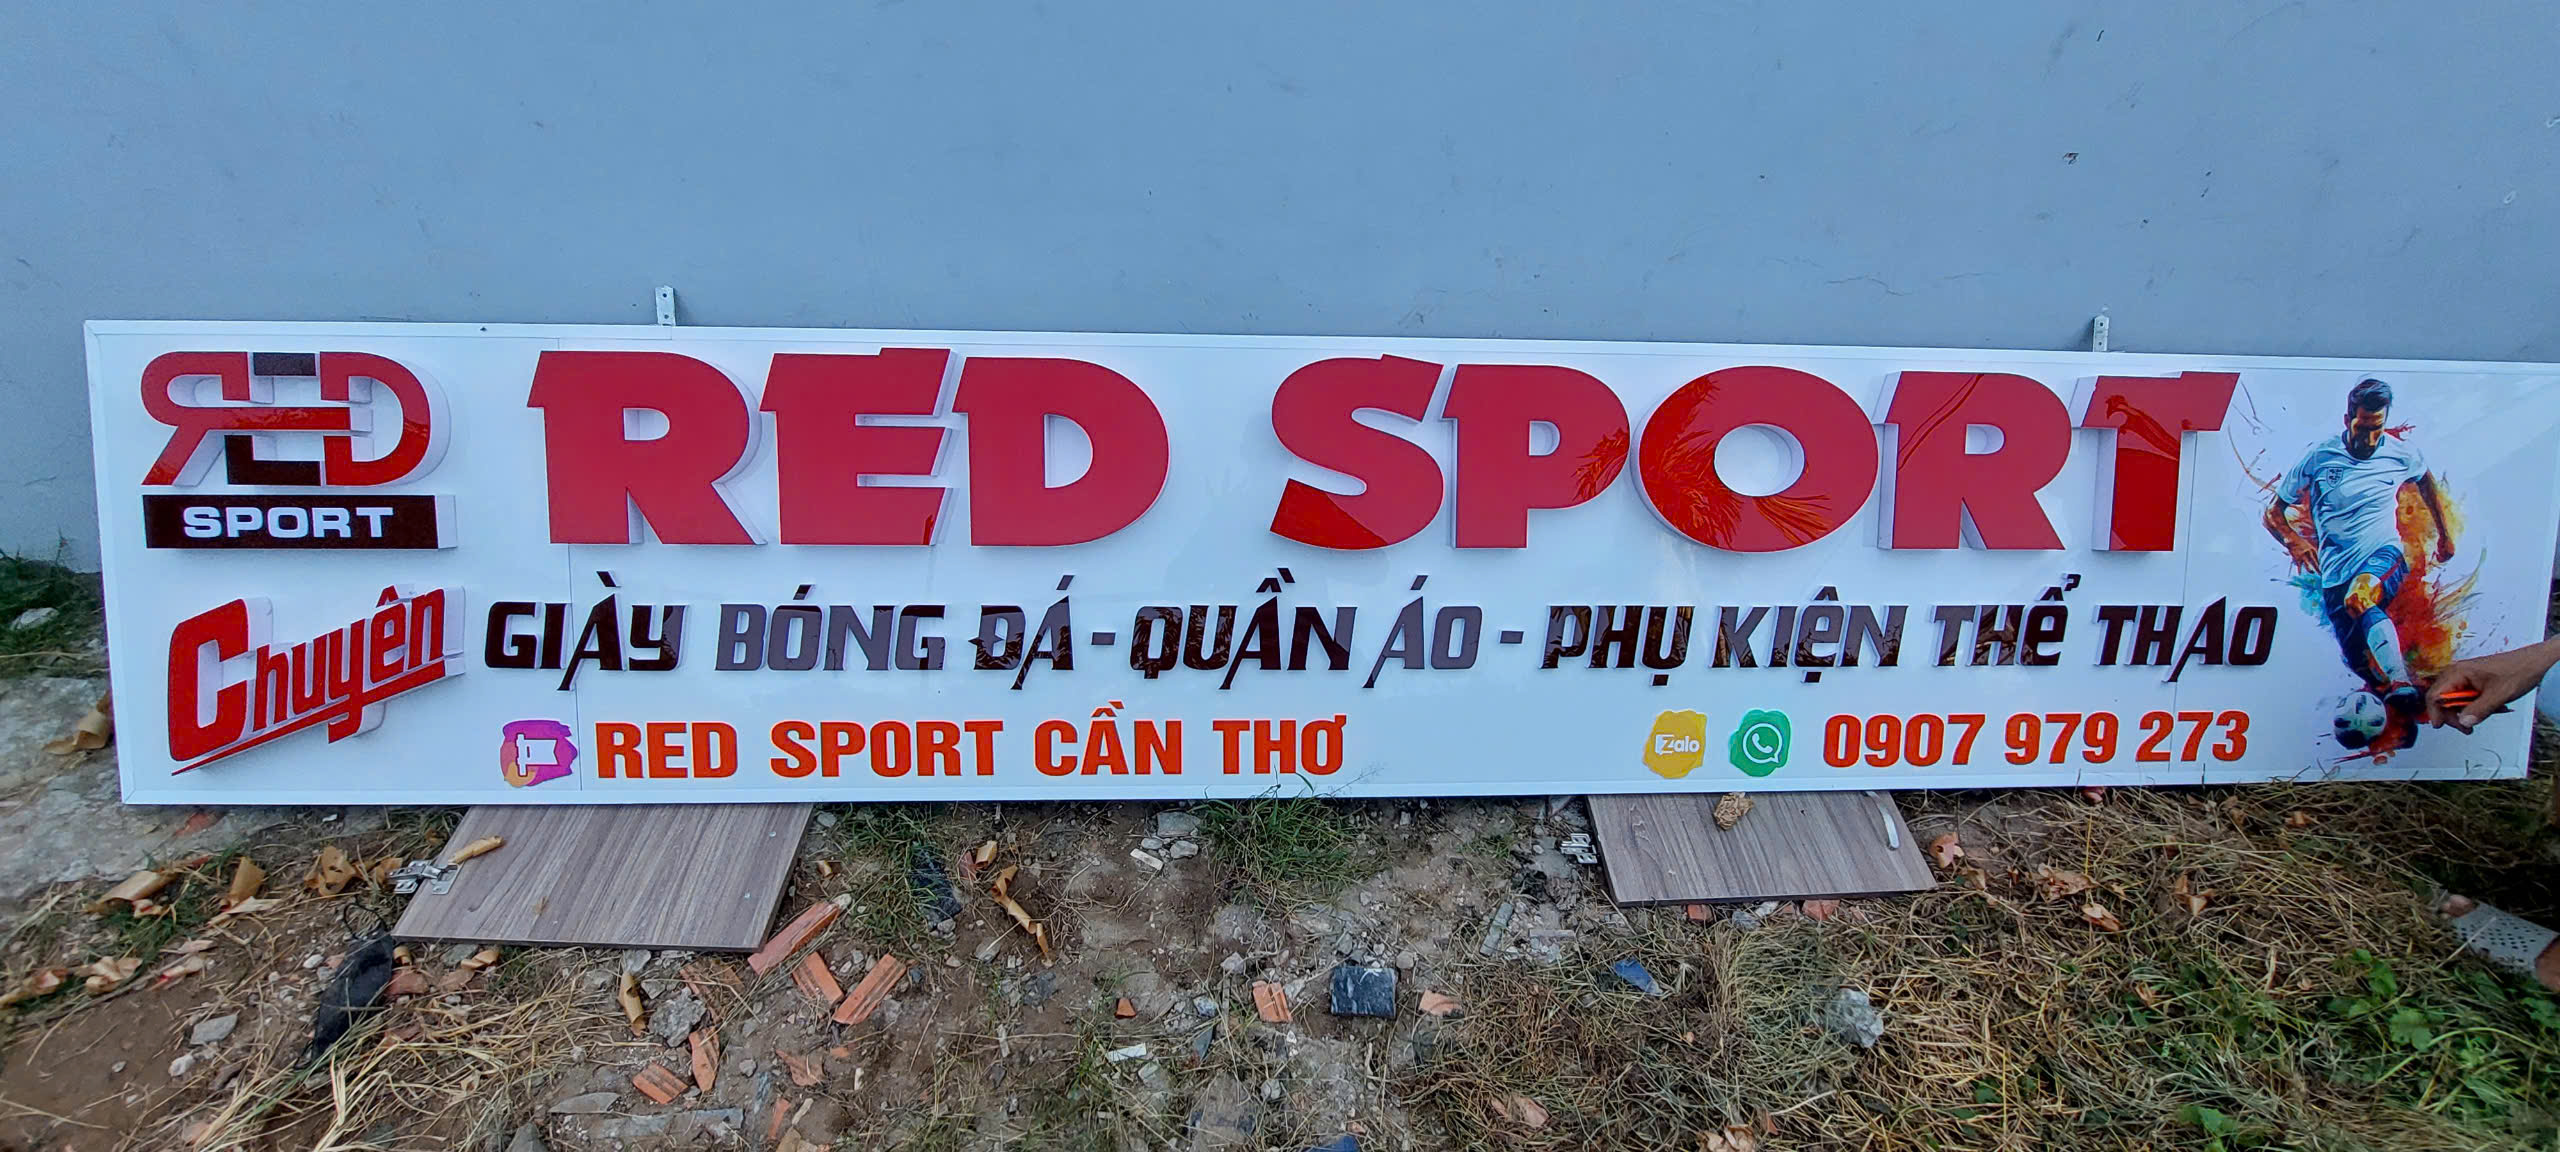 RED
SPORT
RED SPORT
Chuyên
GIÀY BÓNG ĐÁ - QUẦN ÁO - PHỤ KIỆN THỂ THAO
RED SPORT CẦN THƠ
Zalo
0907 979 273